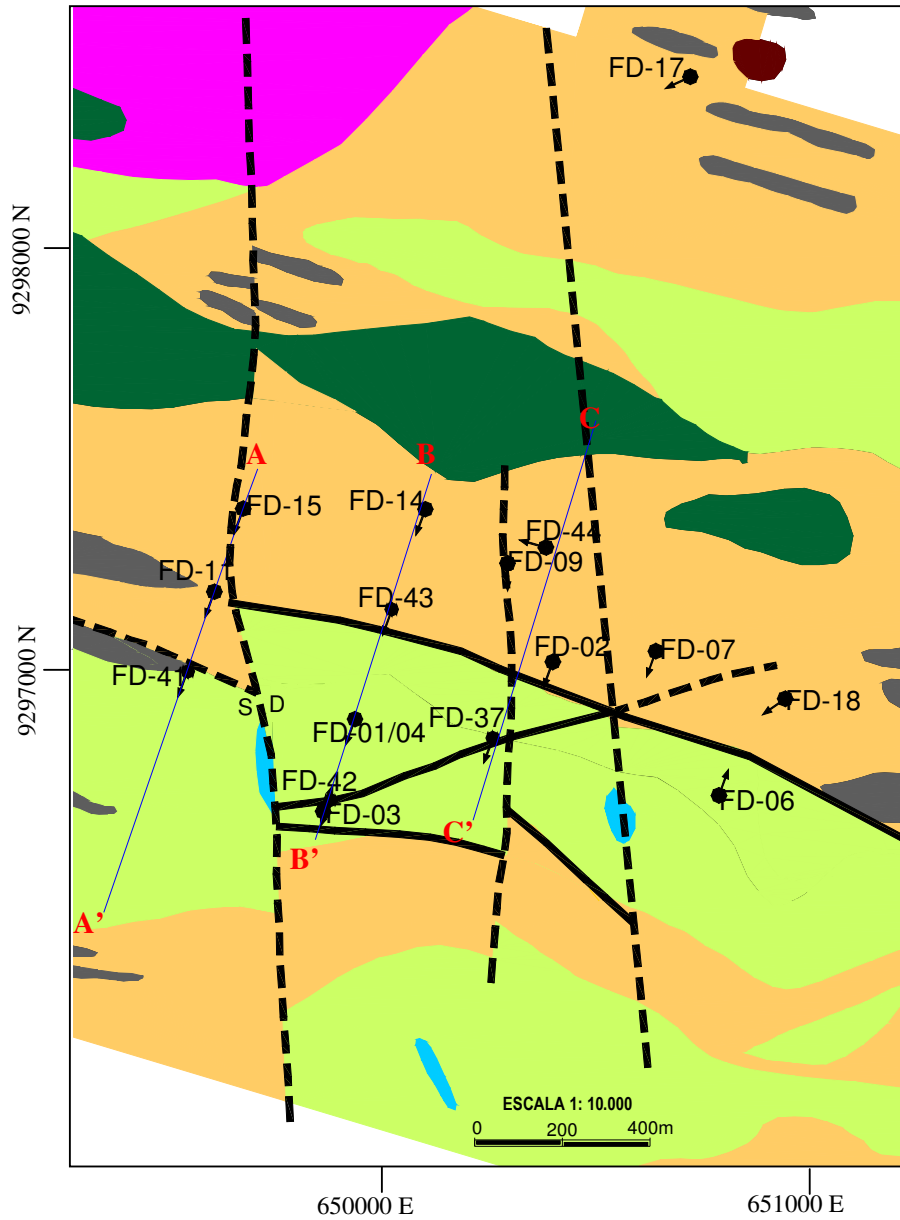 FD-17
9298000 N
C
A
B
FD-15
FD-14
FD-44
FD-09
FD-11
FD-43
FD-02
FD-07
9297000 N
FD-41
S D
FD-18
FD-37
FD-01/04
FD-42
FD-06
FD-03
C’
B’
A’
ESCALA 1: 10.000
0 200 400m
650000 E 651000 E